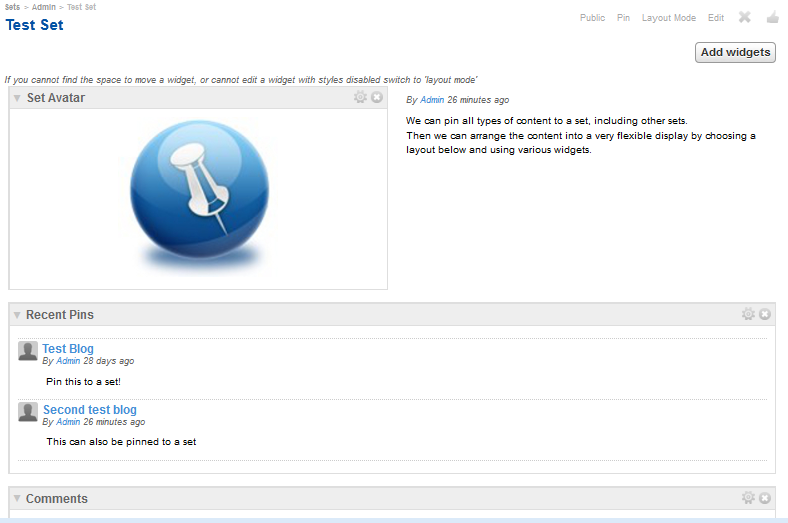 Sets > Admin > Test Set
Test Set
Public Pin Layout Mode Edit
Add widgets
If you cannot find the space to move a widget, or cannot edit a widget with styles disabled switch to 'layout mode'
Set Avatar
By Admin 26 minutes ago
We can pin all types of content to a set, including other sets.
Then we can arrange the content into a very flexible display by choosing a
layout below and using various widgets.
Recent Pins
Test Blog
By Admin 28 days ago
Pin this to a set!
Second test blog
By Admin 26 minutes ago
This can also be pinned to a set
Comments